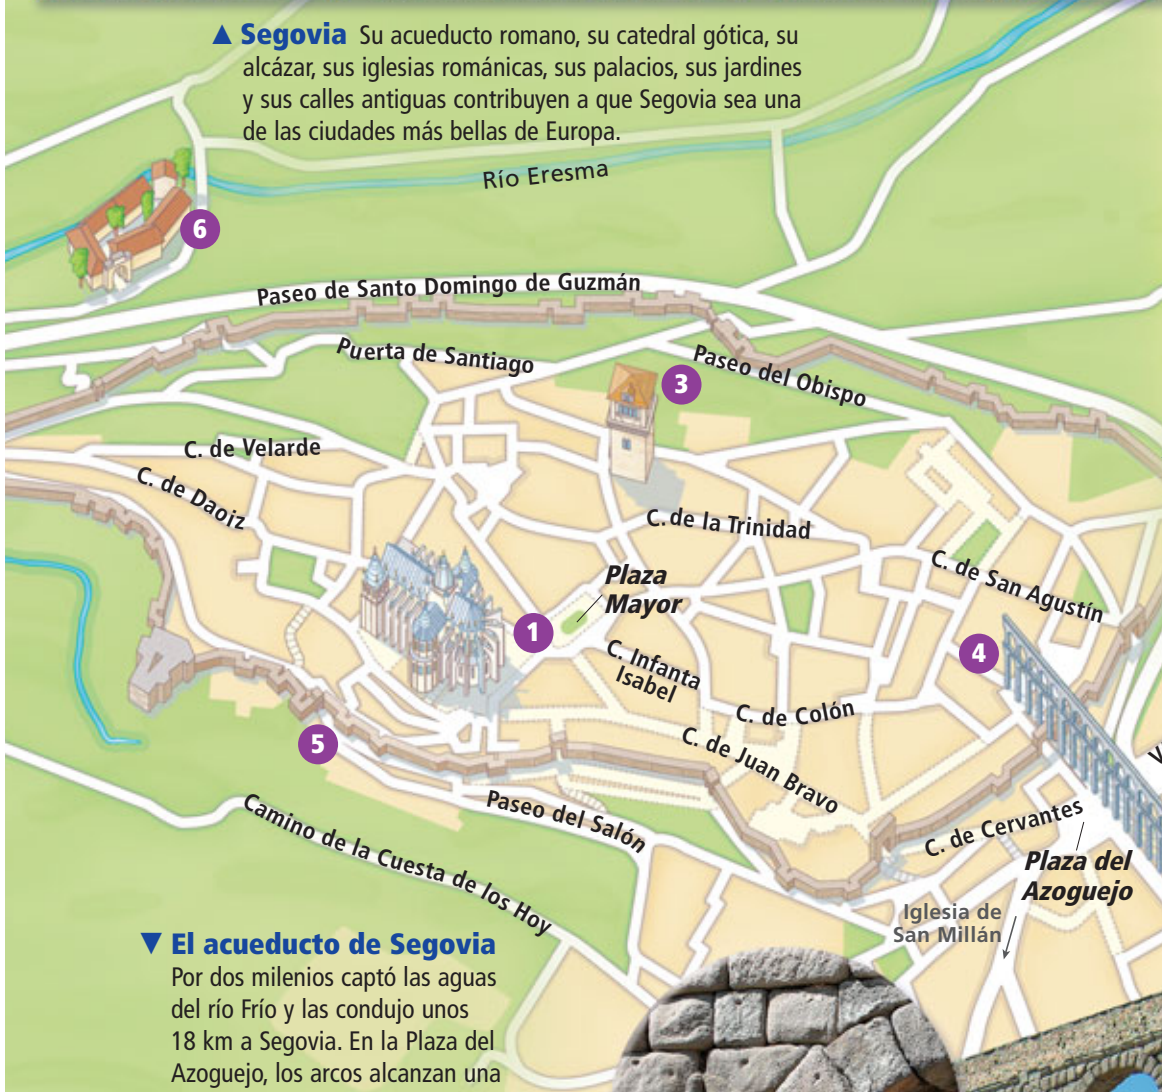 ▲ Segovia Su acueducto romano, su catedral gótica, su
alcázar, sus iglesias románicas, sus palacios, sus jardines
y sus calles antiguas contribuyen a que Segovia sea una
de las ciudades más bellas de Europa.
Río Eresma
6
Paseo de Santo Domingo de Guzmán
Puerta de Santiago
3
Paseo del Obispo
C. de Velarde
C. de Daoiz
C. de la Trinidad
C. de San Agustín
Plaza
Mayor
1
4
C. Infanta
Isabel
C. de Colón
5
C. de Juan Bravo
Paseo del Salón
Camino de la Cuesta de los Hoy
C. de Cervantes
Plaza del
Azoguejo
Iglesia de
San Millán
▼ El acueducto de Segovia
Por dos milenios captó las aguas
del río Frío y las condujo unos
18 km a Segovia. En la Plaza del
Azoguejo, los arcos alcanzan una